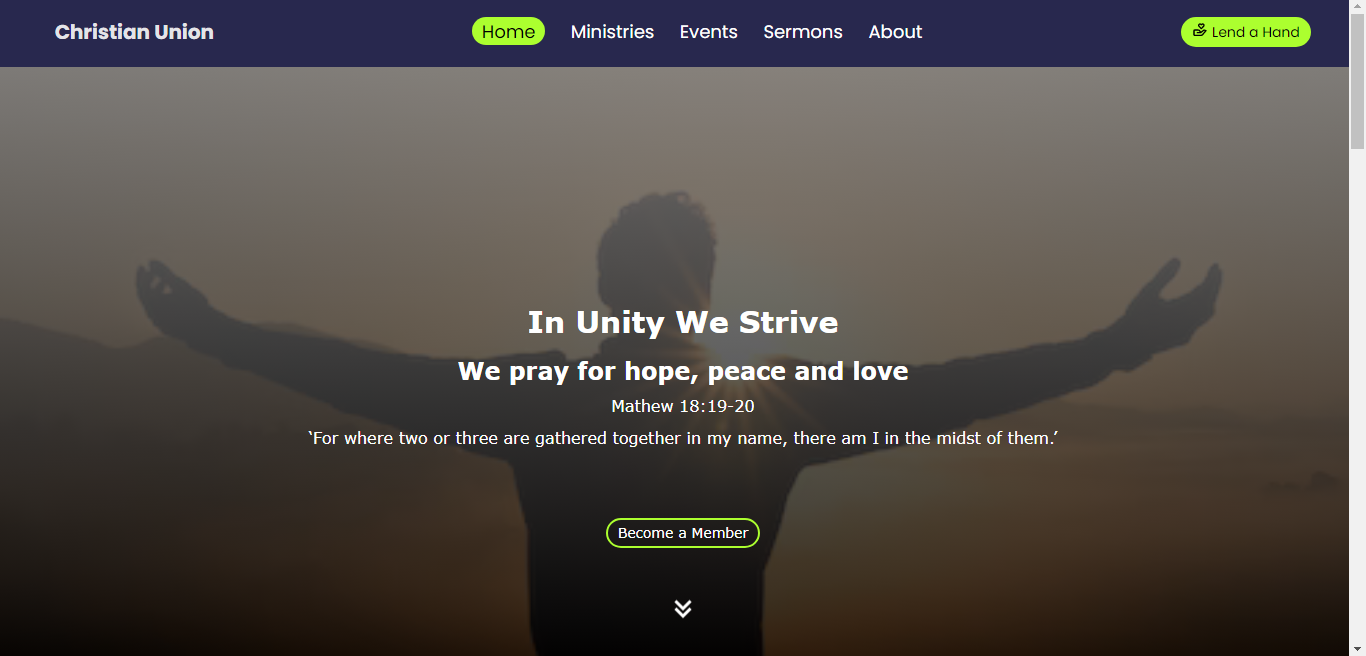 Christian Union
Home
Ministries
Events
Sermons
About
Lend a Hand
In Unity We Strive
We pray for hope, peace and love
Mathew 18:19-20
‘For where two or three are gathered together in my name, there am I in the midst of them.’
Become a Member